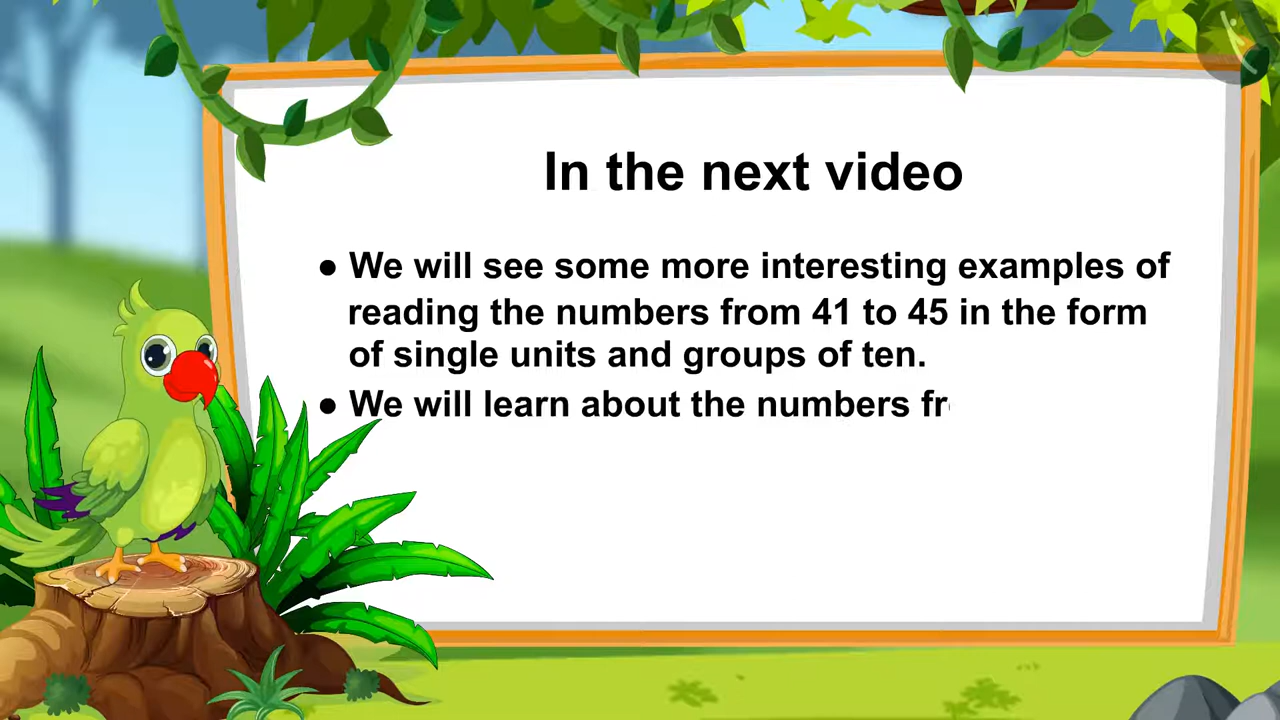 In the next video
● We will see some more interesting examples of
reading the numbers from 41 to 45 in the form
of single units and groups of ten.
● We will learn about the numbers